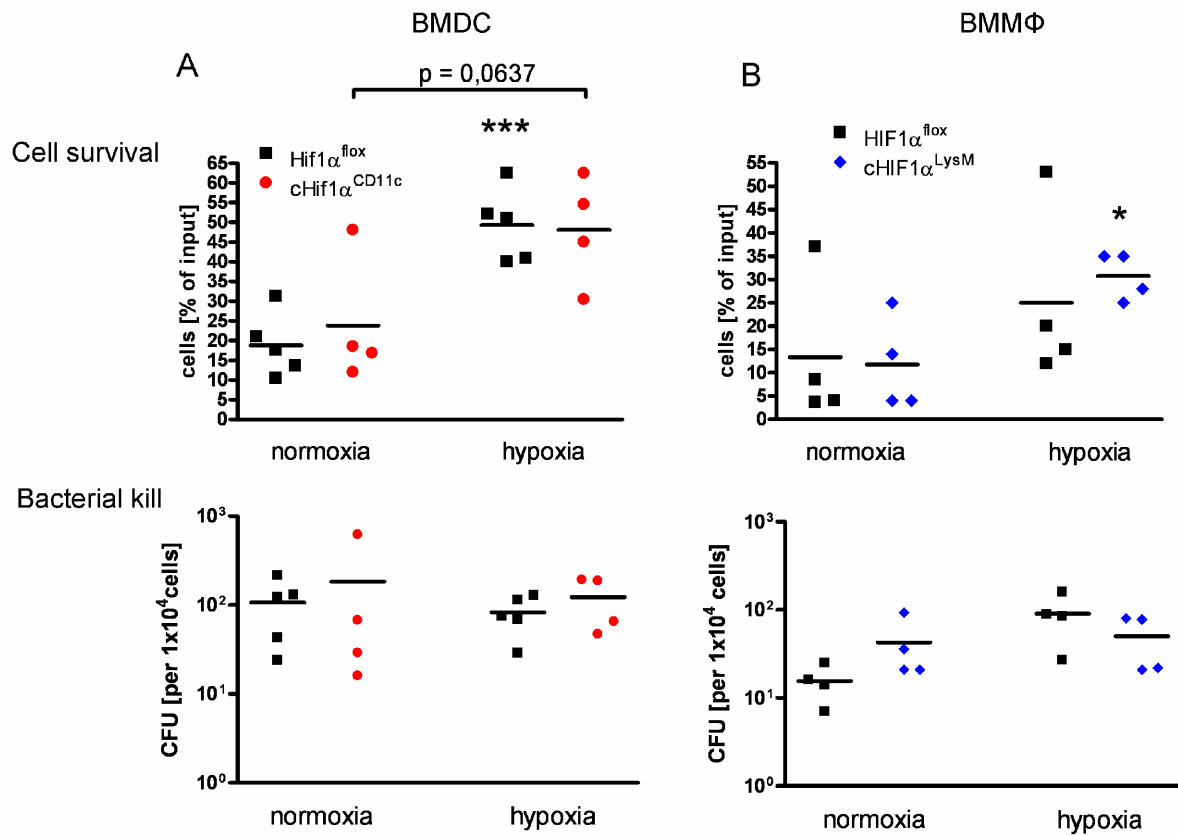 BMDC
BMMΦ
A
p = 0,0637
B
***
Cell survival
Hif1α^flox
cHif1α^CD11c
HIF1α^flox
cHIF1α^LysM
*
cells [% of input]
65
60
55
50
45
40
35
30
25
20
15
10
5
0
normoxia hypoxia
cells [% of input]
55
50
45
40
35
30
25
20
15
10
5
0
normoxia hypoxia
Bacterial kill
CFU [per 1x10^4cells]
10^3
10^2
10^1
10^0
normoxia hypoxia
CFU [per 1x10^4 cells]
10^3
10^2
10^1
10^0
normoxia hypoxia